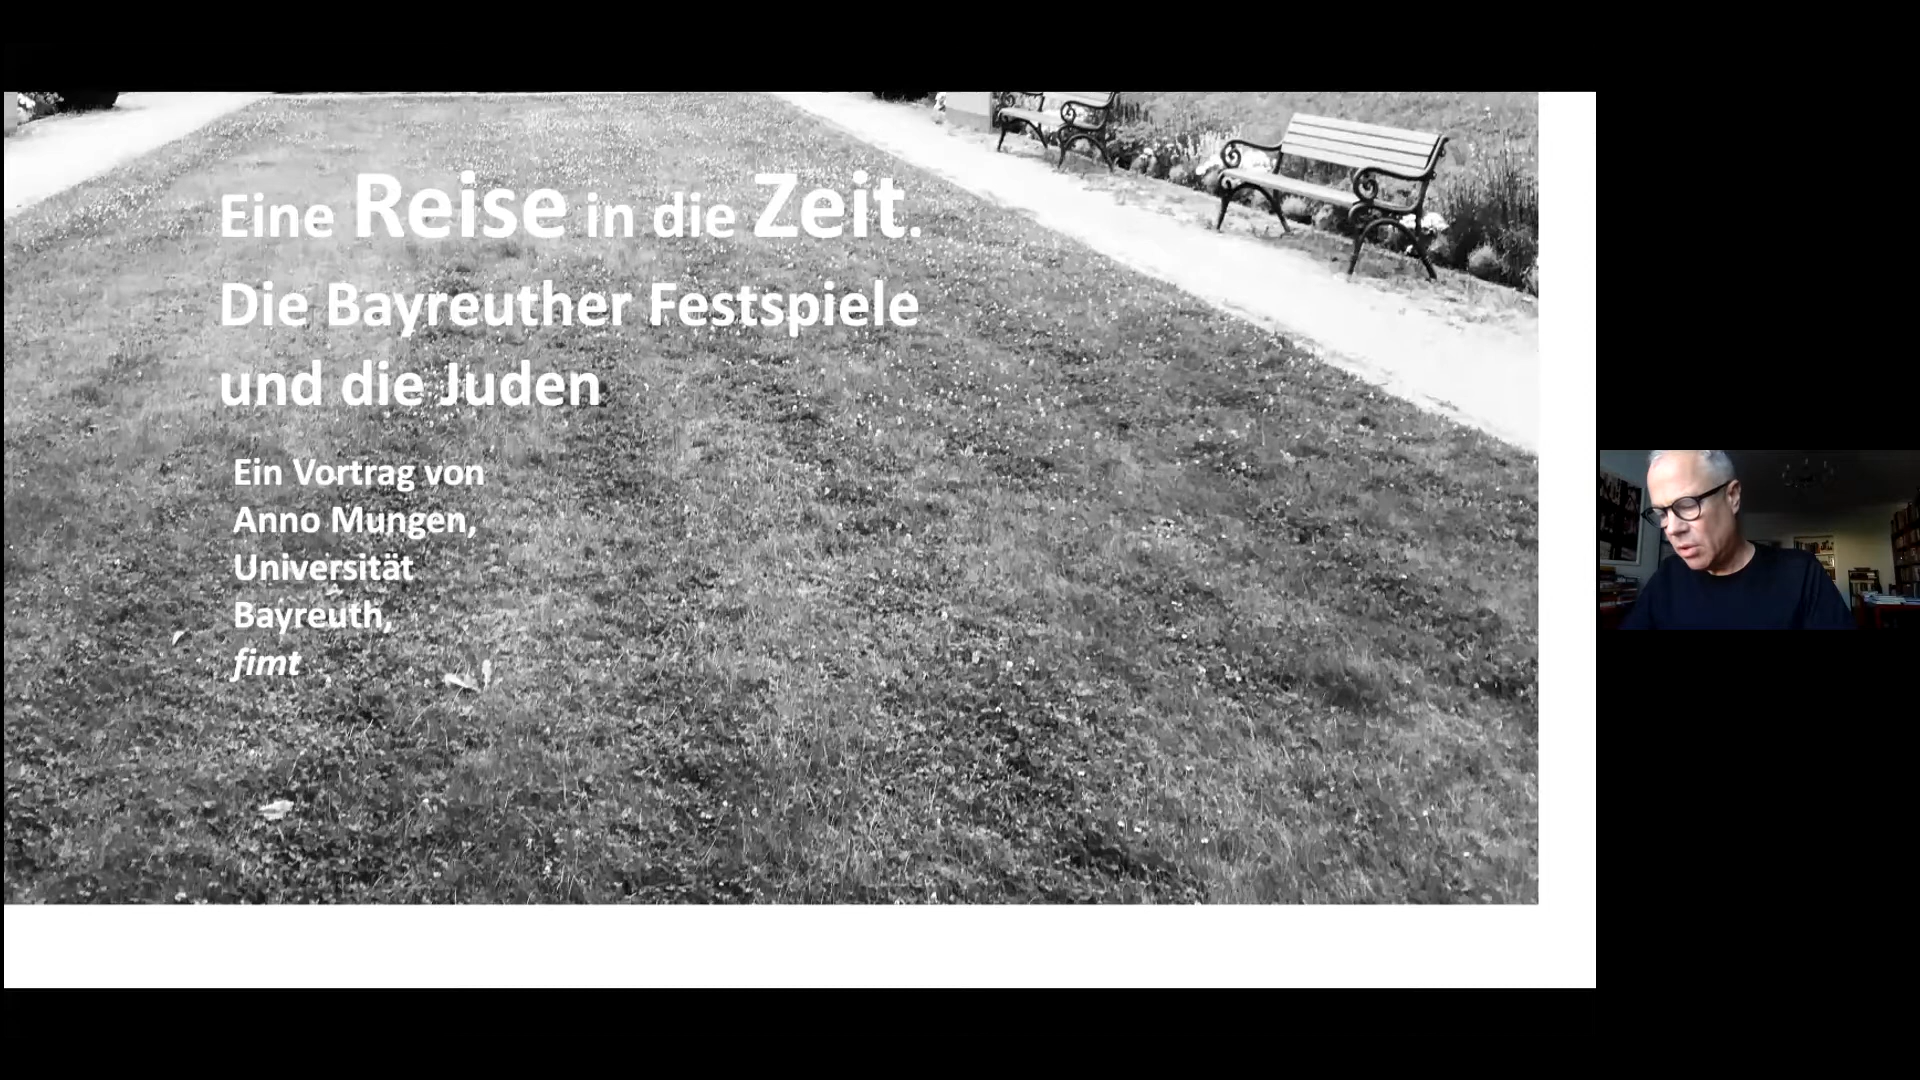 Eine Reise in die Zeit.
Die Bayreuther Festspiele
und die Juden
Ein Vortrag von
Anno Mungen,
Universität
Bayreuth,
fimt